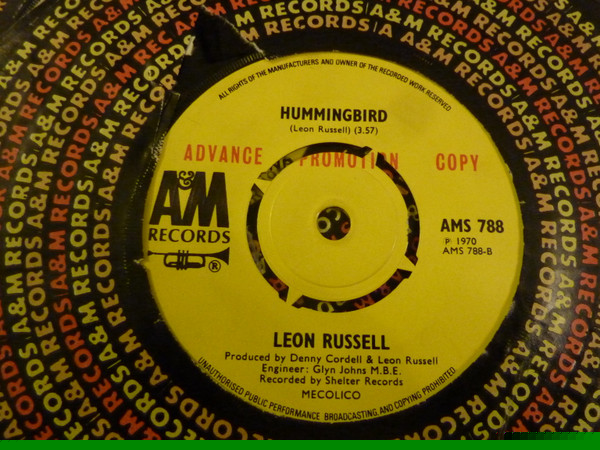 ALL RIGHTS OF THE MANUFACTURERS AND OWNER OF THE RECORDED WORK RESERVED
HUMMINGBIRD
(Leon Russell) (3.57)
ADVANCE PROMOTION COPY
A&M
RECORDS
®
AMS 788
P 1970
AMS 788-B
LEON RUSSELL
Produced by Denny Cordell & Leon Russell
Engineer: Glyn Johns M.B.E.
Recorded by Shelter Records
MECOLICO
UNAUTHORISED PUBLIC PERFORMANCE, BROADCASTING, AND COPYING PROHIBITED
A&M RECORDS A&M RECORDS A&M RECORDS